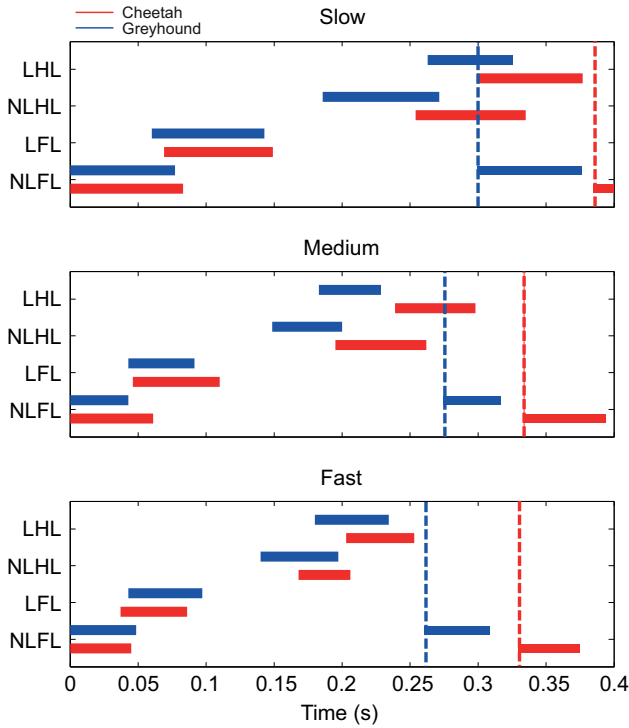 Cheetah
Greyhound
Slow
LHL
NLHL
LFL
NLFL
Medium
LHL
NLHL
LFL
NLFL
Fast
LHL
NLHL
LFL
NLFL
0 0.05 0.1 0.15 0.2 0.25 0.3 0.35 0.4
Time (s)